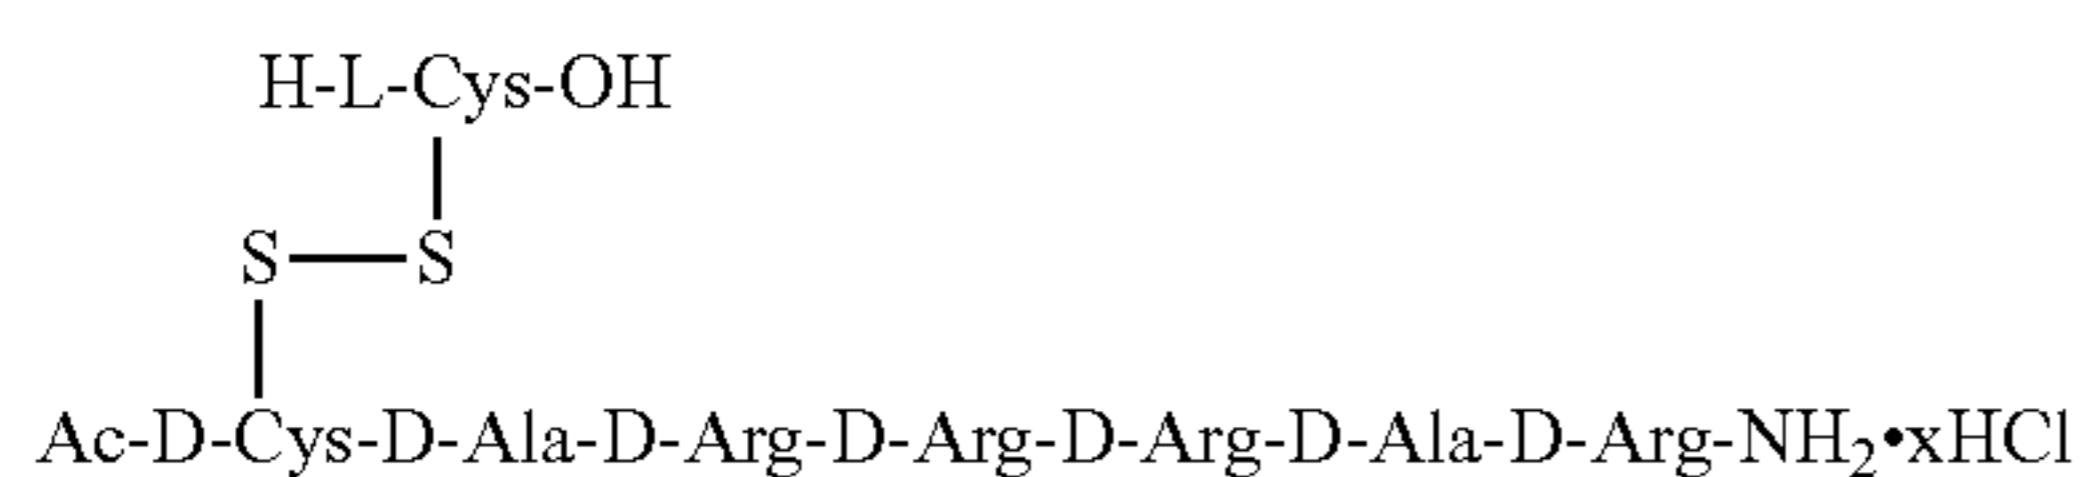 H-L-Cys-OH
S S
Ac-D-Cys-D-Ala-D-Arg-D-Arg-D-Arg-D-Ala-D-Arg-NH₂•xHCl